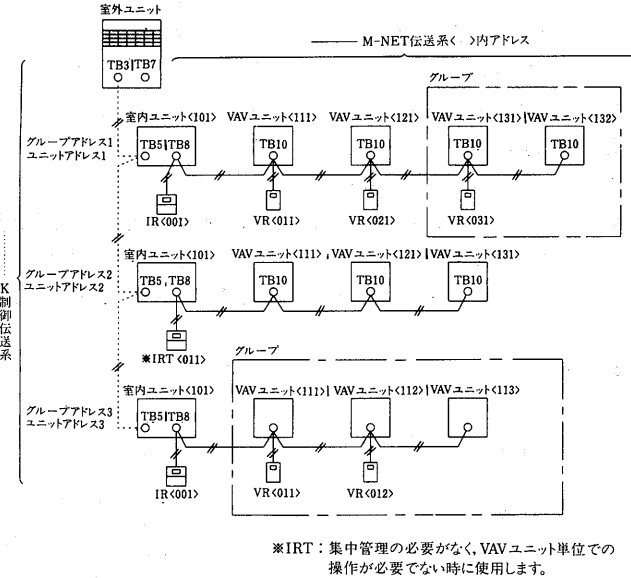 室外ユニット
M-NET伝送系〈 〉内アドレス
TB3 TB7
グループ
室内ユニット〈101〉 VAVユニット〈111〉 VAVユニット〈121〉 VAVユニット〈131〉 VAVユニット〈132〉
グループアドレス1
ユニットアドレス1
TB5 TB8 TB10 TB10 TB10 TB10
IR〈001〉 VR〈011〉 VR〈021〉 VR〈031〉
室内ユニット〈101〉 VAVユニット〈111〉 VAVユニット〈121〉 VAVユニット〈131〉
グループアドレス2
ユニットアドレス2
TB5 TB8 TB10 TB10 TB10
※IRT〈011〉
K制御伝送系
グループ
室内ユニット〈101〉 VAVユニット〈111〉 VAVユニット〈112〉 VAVユニット〈113〉
グループアドレス3
ユニットアドレス3
TB5 TB8
IR〈001〉 VR〈011〉 VR〈012〉
※IRT：集中管理の必要がなく、VAVユニット単位での
操作が必要でない時に使用します。